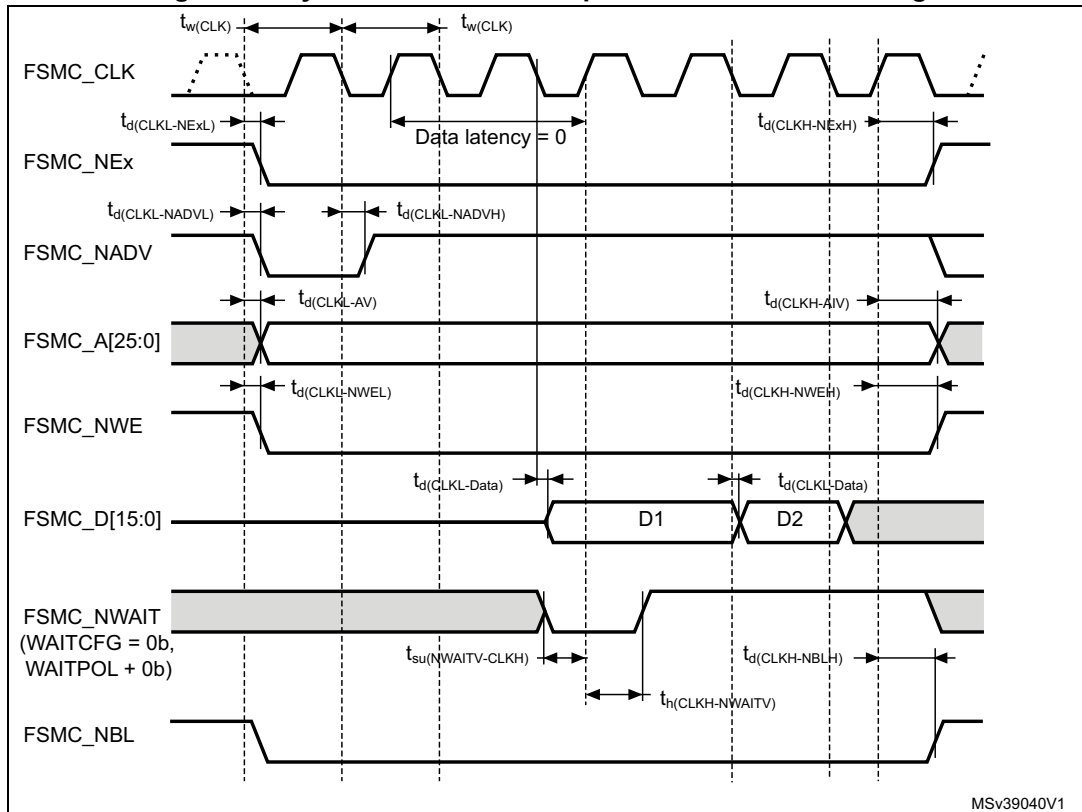 tw(CLK) tw(CLK)
FSMC_CLK
td(CLKL-NExL) Data latency = 0 td(CLKH-NExH)
FSMC_NEx
td(CLKL-NADVL) td(CLKL-NADVH)
FSMC_NADV
td(CLKL-AV) td(CLKH-AIV)
FSMC_A[25:0]
td(CLKL-NWEL) td(CLKH-NWEH)
FSMC_NWE
td(CLKL-Data) td(CLKL-Data)
FSMC_D[15:0] D1 D2
FSMC_NWAIT
(WAITCFG = 0b,
WAITPOL + 0b)
tsu(NWAITV-CLKH) td(CLKH-NBLH)
th(CLKH-NWAITV)
FSMC_NBL
MSv39040V1